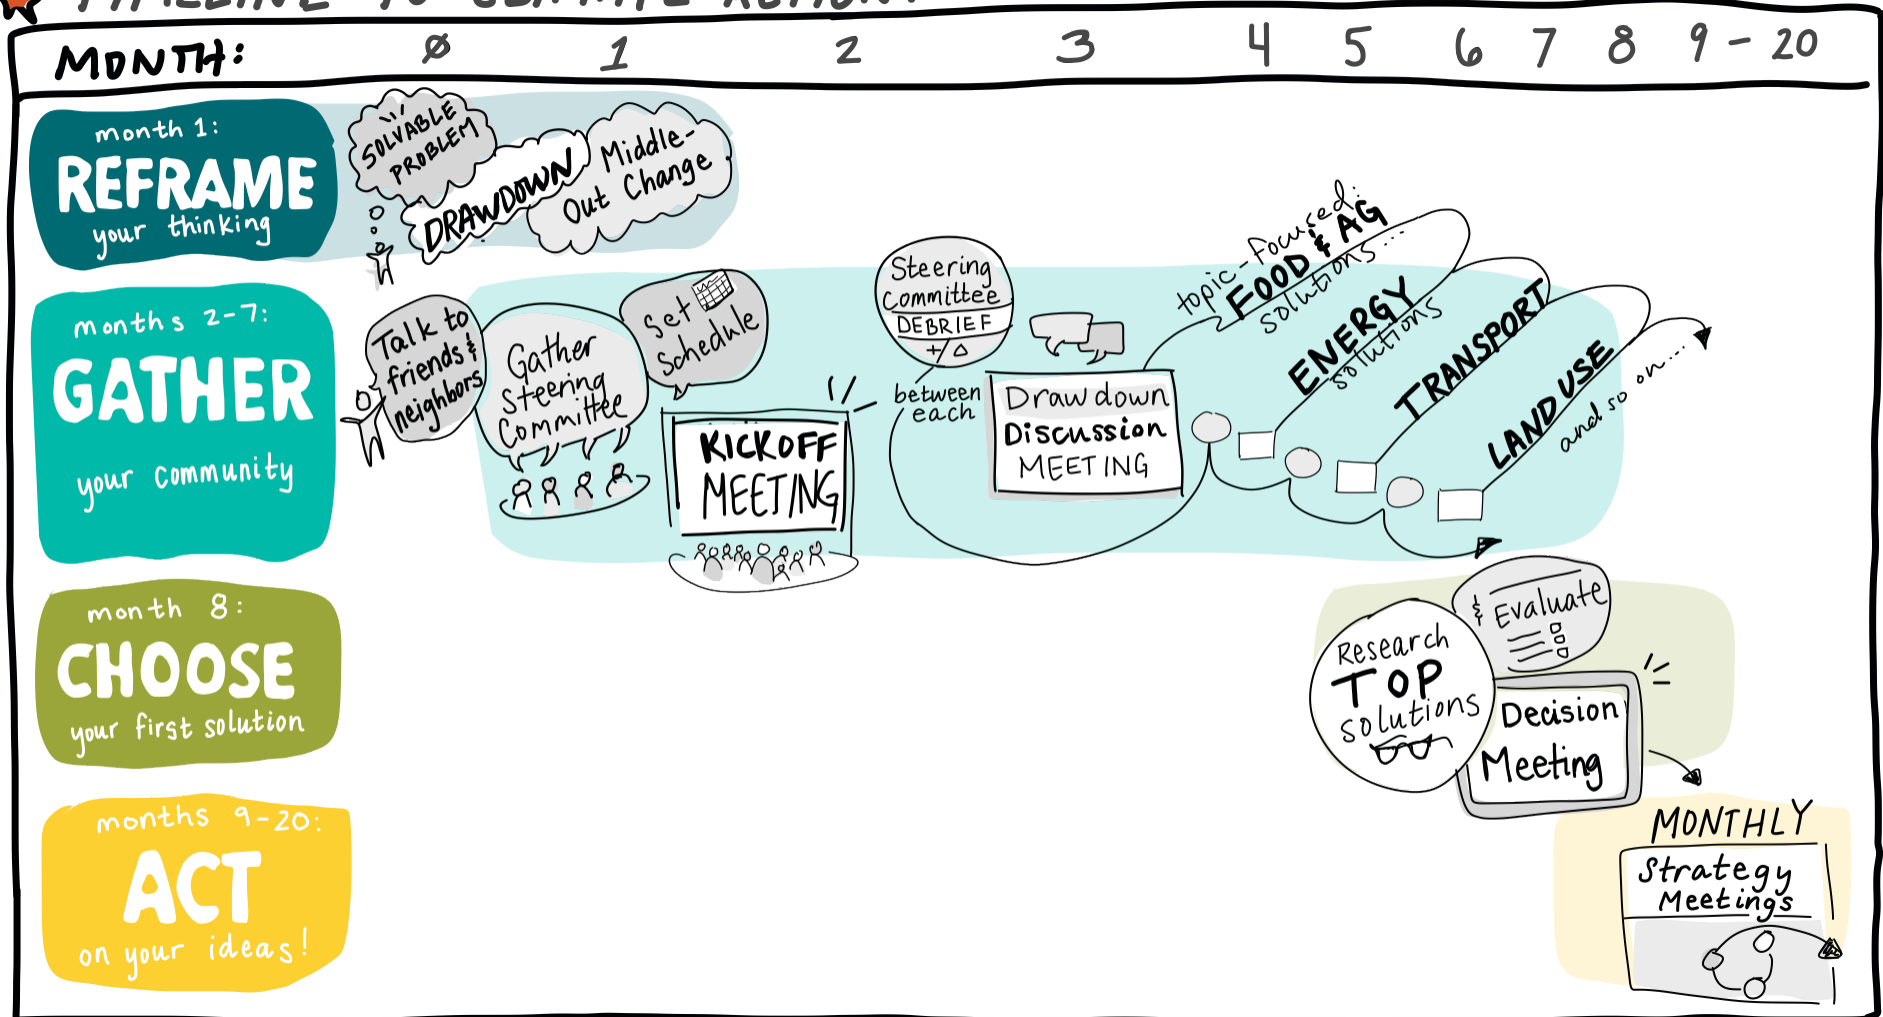 TIMELINE TO CLIMATE ACTION
MONTH: 0 1 2 3 4 5 6 7 8 9 - 20
month 1:
REFRAME
your thinking
SOLVABLE
PROBLEM
DRAWDOWN
Middle-
Out Change
months 2-7:
GATHER
your community
Talk to
friends &
neighbors
Gather
Steering
Committee
Set
Schedule
KICKOFF
MEETING
Steering
Committee
DEBRIEF
+/△
between
each
Drawdown
Discussion
MEETING
topic-focused:
FOOD & AG
solutions...
ENERGY
solutions
TRANSPORT
LAND USE
and so on....
month 8:
CHOOSE
your first solution
Research
TOP
solutions
& Evaluate
Decision
Meeting
months 9-20:
ACT
on your ideas!
MONTHLY
Strategy
Meetings